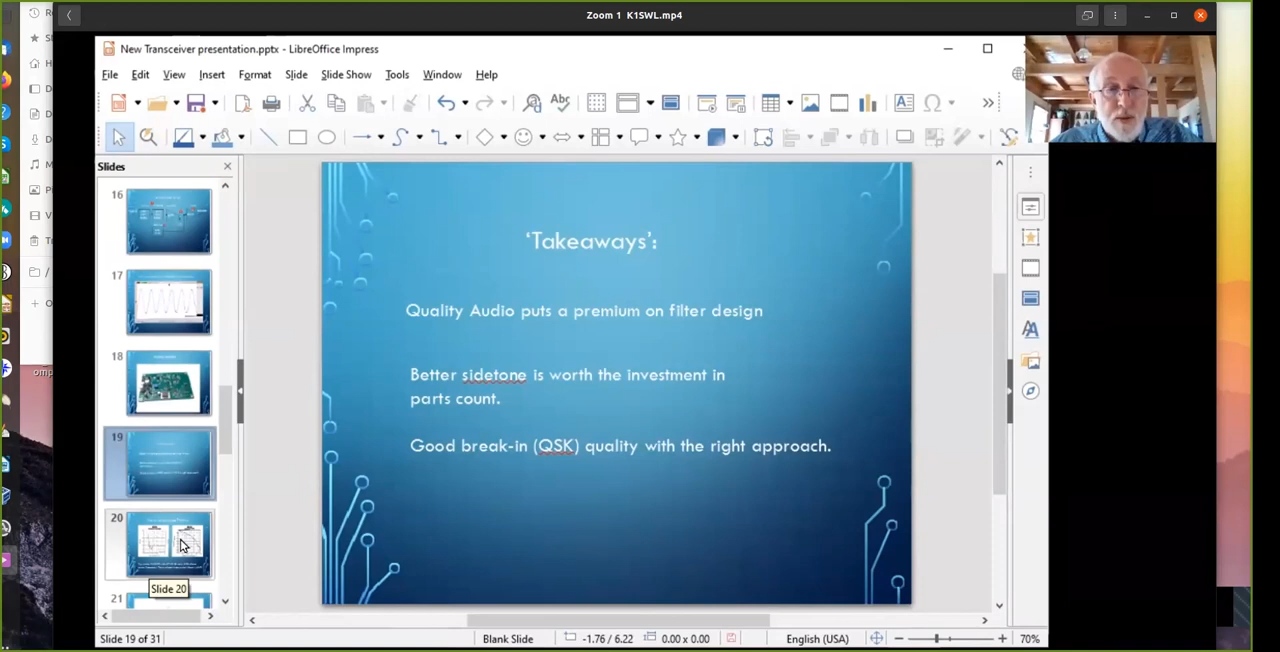 Zoom 1 K1SWL.mp4
New Transceiver presentation.pptx - LibreOffice Impress
File Edit View Insert Format Slide Slide Show Tools Window Help
Slides
16
17
18
19
20
Slide 20
21
‘Takeaways’:
Quality Audio puts a premium on filter design
Better sidetone is worth the investment in
parts count.
Good break-in (QSK) quality with the right approach.
Slide 19 of 31
Blank Slide
-1.76 / 6.22
0.00 x 0.00
English (USA)
70%